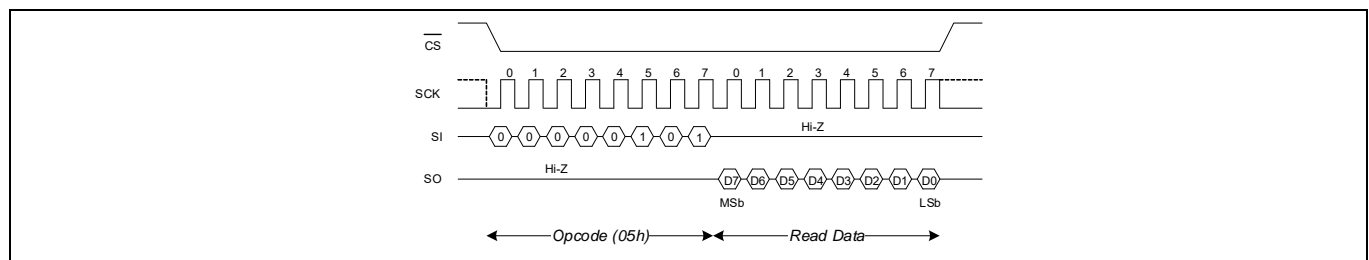 CS
0 1 2 3 4 5 6 7 0 1 2 3 4 5 6 7
SCK
Hi-Z
SI 0 0 0 0 0 1 0 1
Hi-Z
SO D7 D6 D5 D4 D3 D2 D1 D0
MSb LSb
Opcode (05h) Read Data